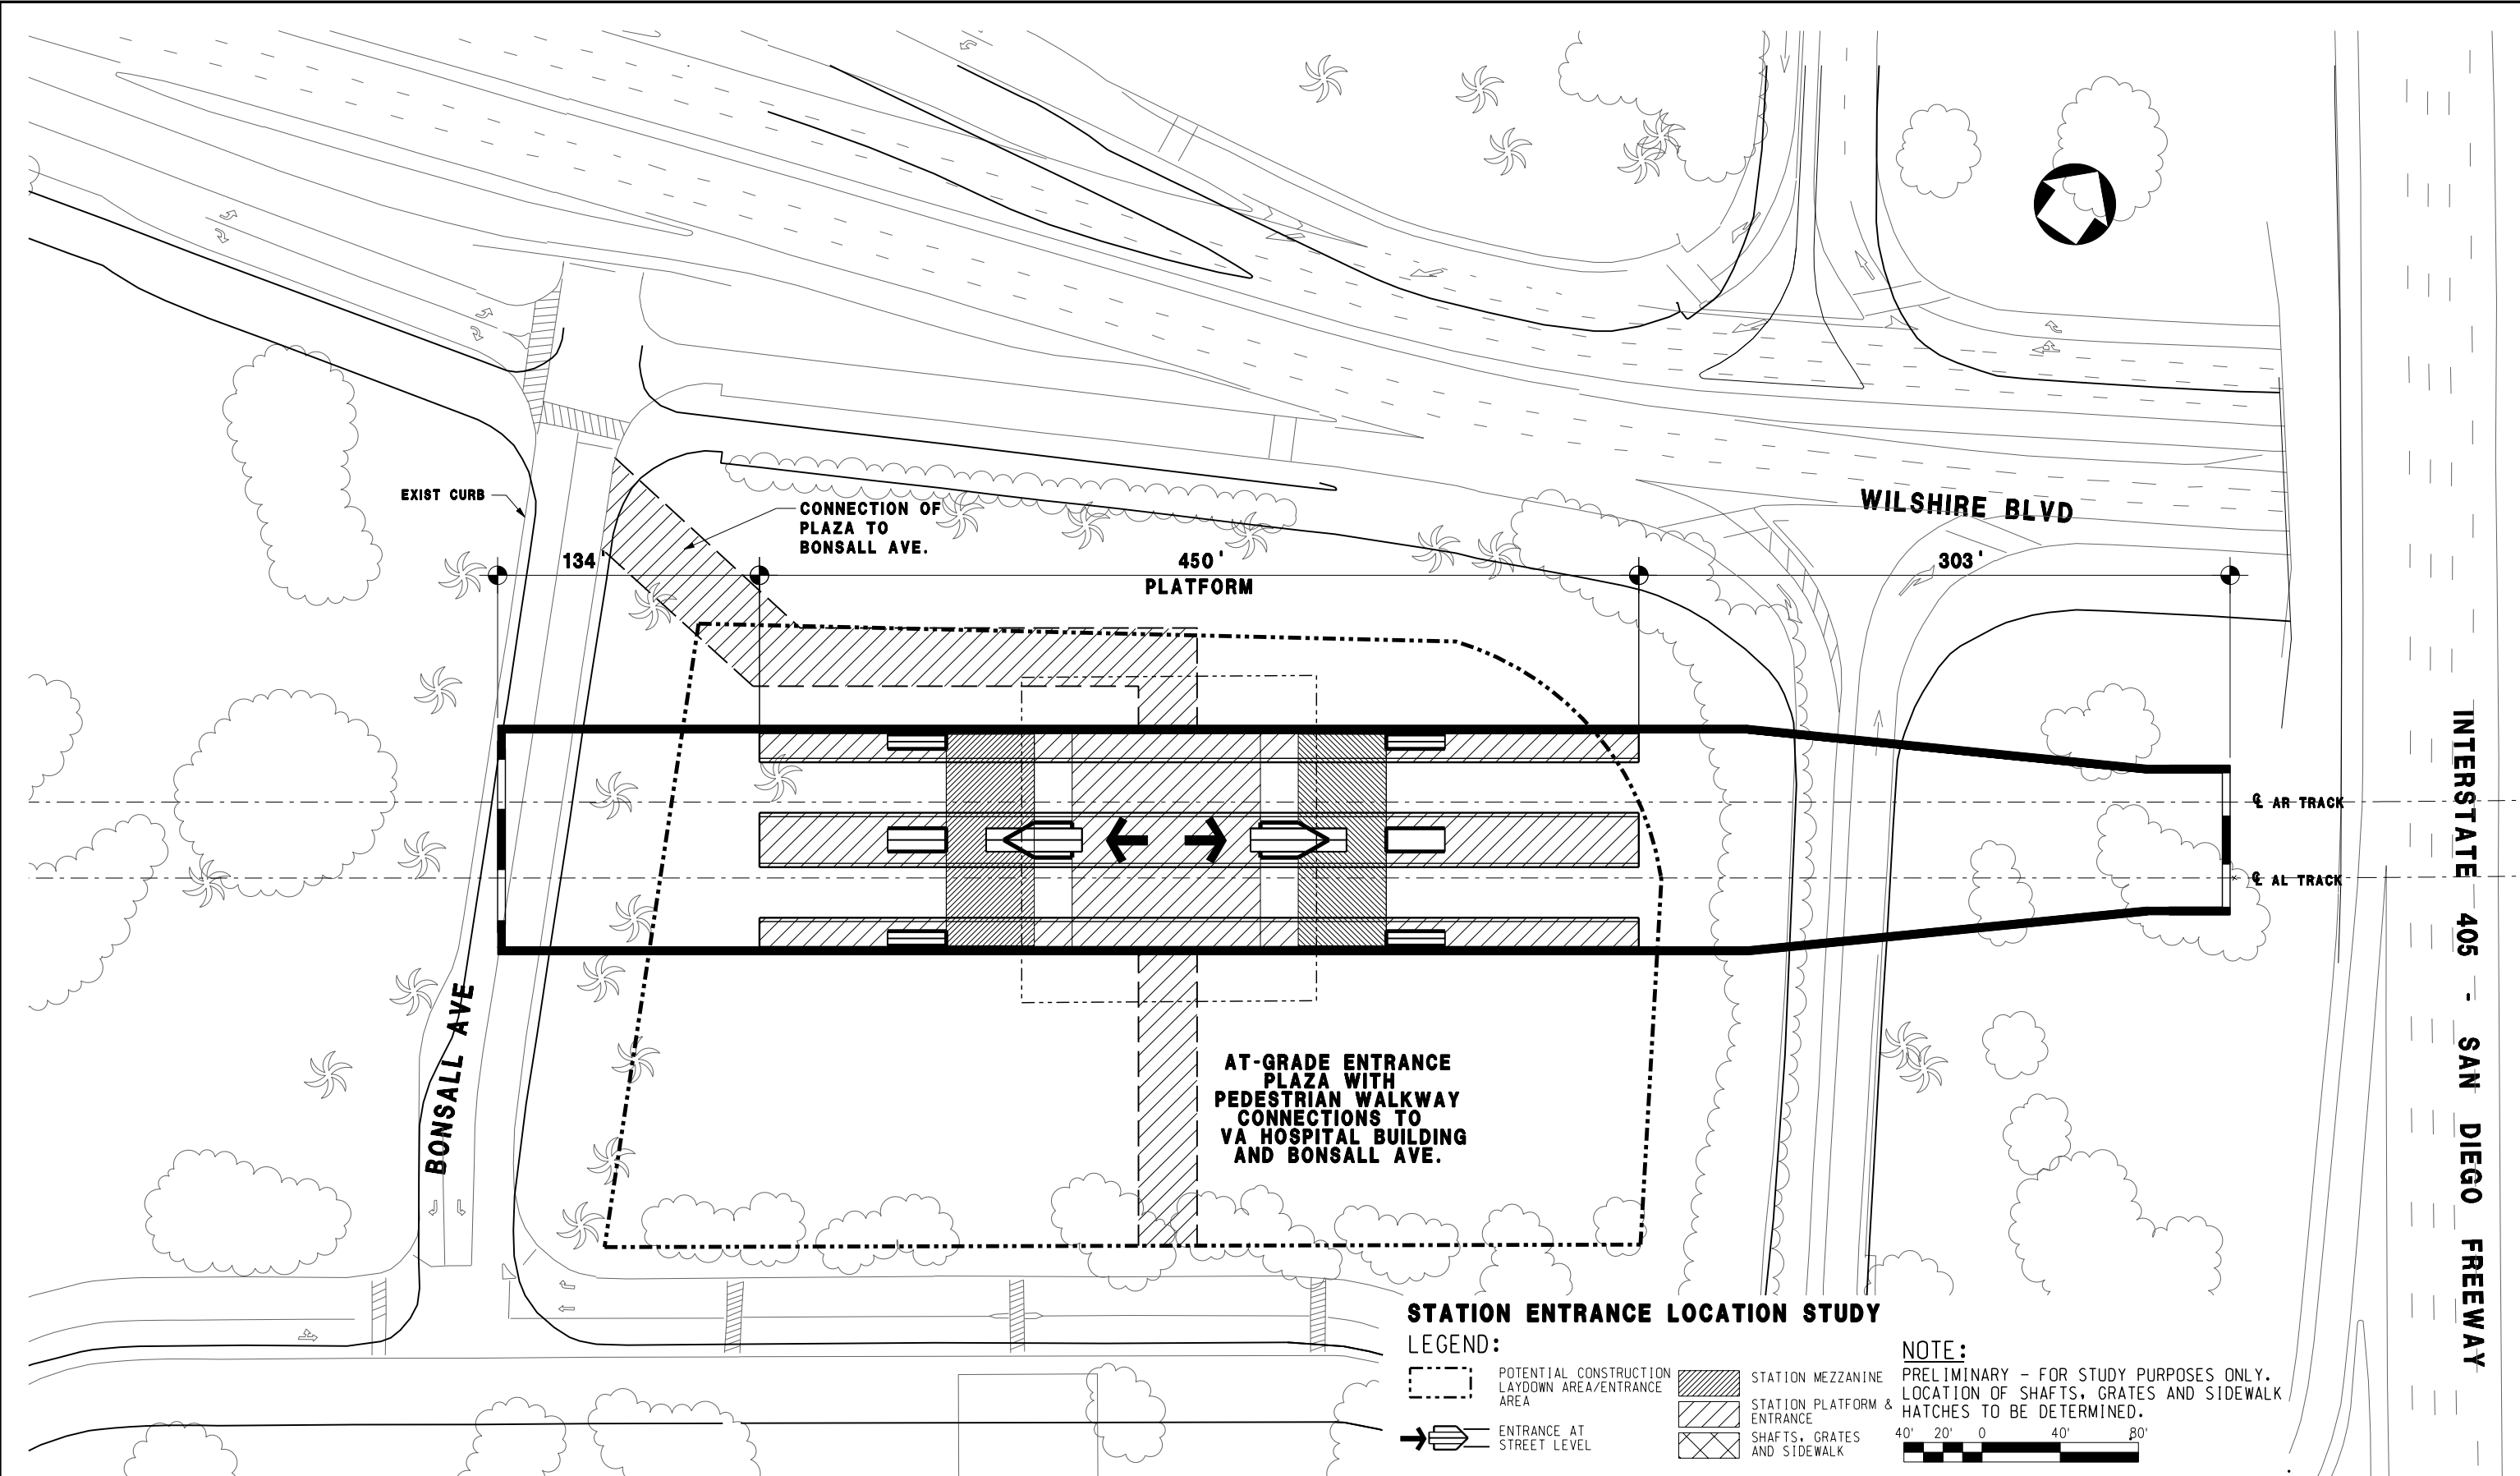 EXIST CURB
CONNECTION OF
PLAZA TO
BONSALL AVE.
WILSHIRE BLVD
134'
450'
PLATFORM
303'
℄ AR TRACK
℄ AL TRACK
INTERSTATE 405 - SAN DIEGO FREEWAY
BONSALL AVE
AT-GRADE ENTRANCE
PLAZA WITH
PEDESTRIAN WALKWAY
CONNECTIONS TO
VA HOSPITAL BUILDING
AND BONSALL AVE.
STATION ENTRANCE LOCATION STUDY
LEGEND:
POTENTIAL CONSTRUCTION
LAYDOWN AREA/ENTRANCE
AREA
ENTRANCE AT
STREET LEVEL
STATION MEZZANINE
STATION PLATFORM &
ENTRANCE
SHAFTS, GRATES
AND SIDEWALK
NOTE:
PRELIMINARY - FOR STUDY PURPOSES ONLY.
LOCATION OF SHAFTS, GRATES AND SIDEWALK
HATCHES TO BE DETERMINED.
40' 20' 0 40' 80'